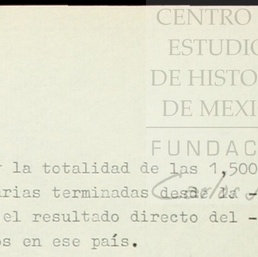 CENTRO
ESTUDIO
DE HISTO
DE MEXI
FUNDAC
la totalidad de las 1,500
arias terminadas desde la -
el resultado directo del -
os en ese país.